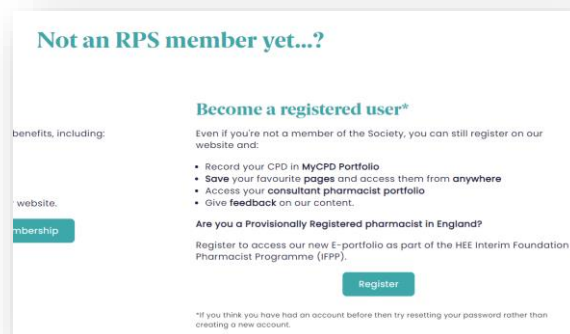 Not an RPS member yet...?
benefits, including:
website.
mbership
Become a registered user*
Even if you're not a member of the Society, you can still register on our
website and:
• Record your CPD in MyCPD Portfolio
• Save your favourite pages and access them from anywhere
• Access your consultant pharmacist portfolio
• Give feedback on our content.
Are you a Provisionally Registered pharmacist in England?
Register to access our new E-portfolio as part of the HEE Interim Foundation
Pharmacist Programme (IFPP).
Register
*If you think you have had an account before then try resetting your password rather than
creating a new account.